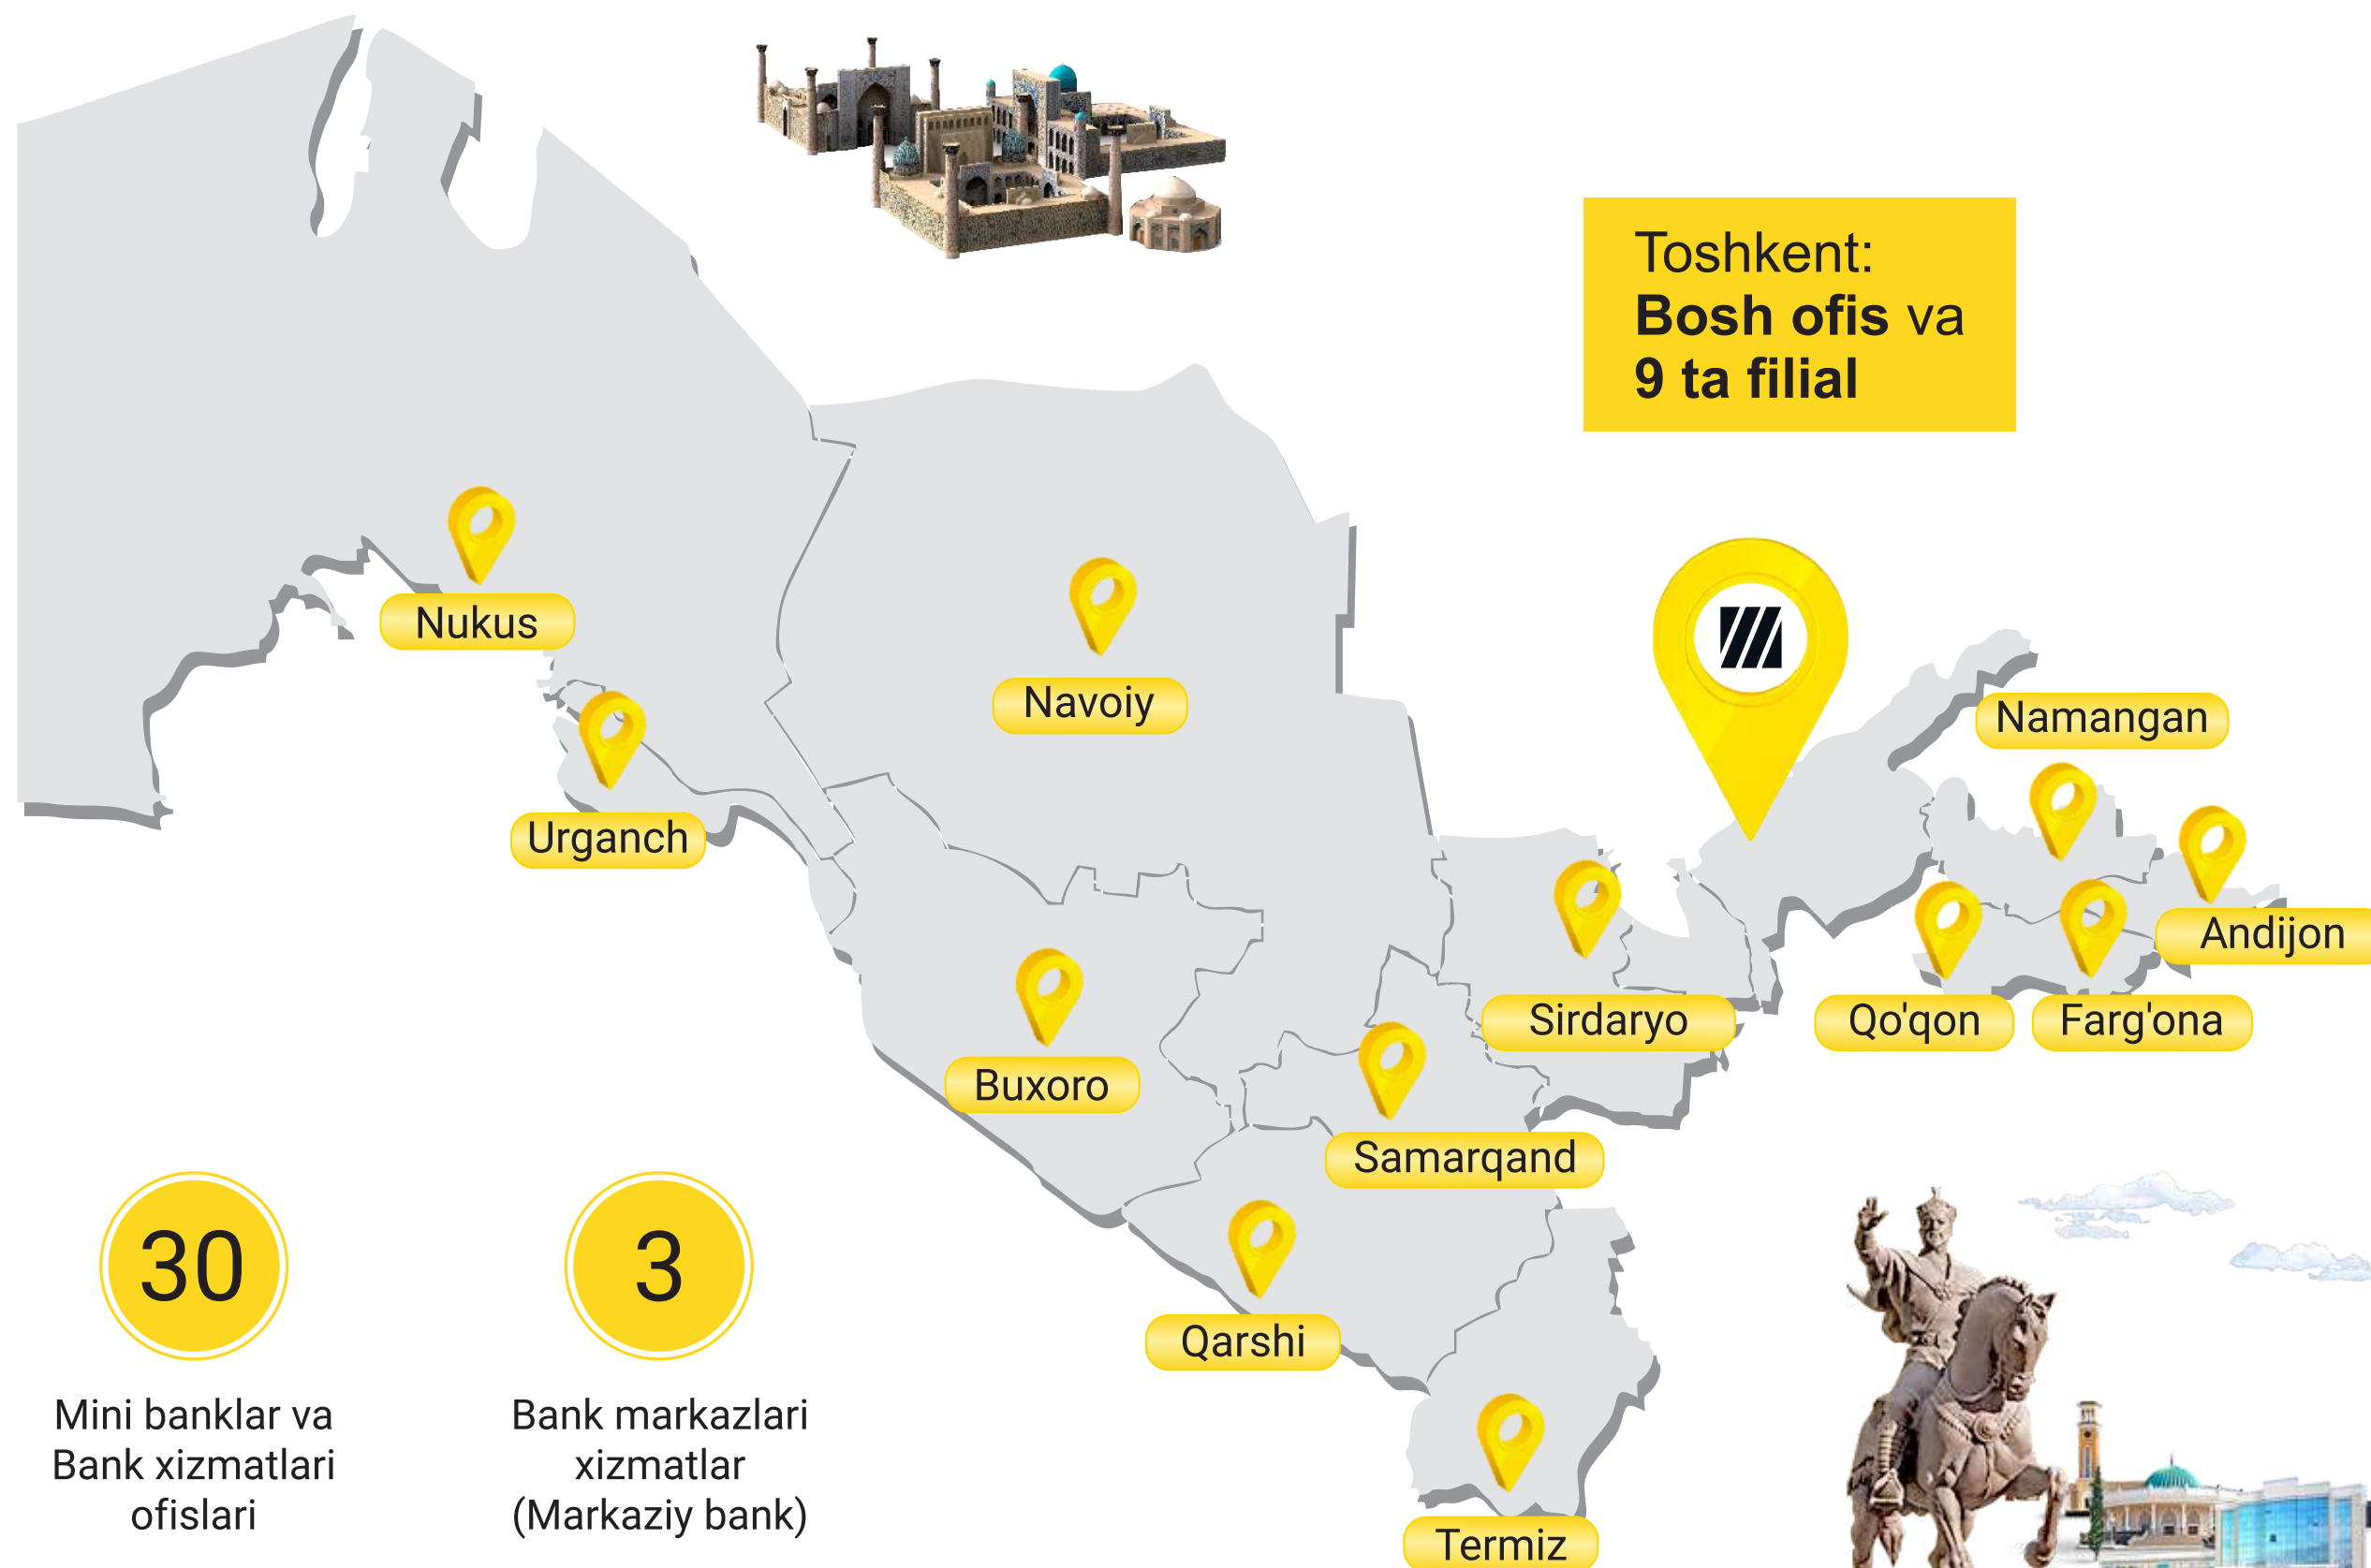 Toshkent:
Bosh ofis va
9 ta filial
Nukus
Navoiy
Namangan
Urganch
Andijon
Sirdaryo
Qo'qon
Farg'ona
Buxoro
Samarqand
Qarshi
Termiz
30
Mini banklar va
Bank xizmatlari
ofislari
3
Bank markazlari
xizmatlar
(Markaziy bank)